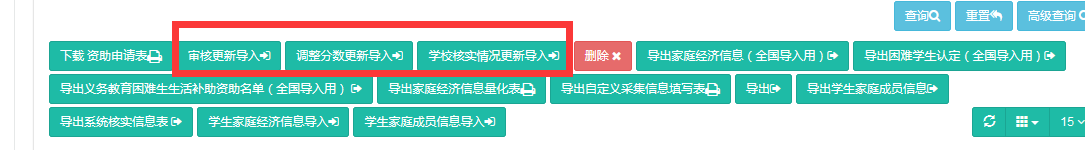 查询 重置 高级查询
下载 资助申请表 审核更新导入 调整分数更新导入 学校核实情况更新导入 删除 导出家庭经济信息（全国导入用） 导出困难学生认定（全国导入用）
导出义务教育困难生生活补助资助名单（全国导入用） 导出家庭经济信息量化表 导出自定义采集信息填写表 导出 导出学生家庭成员信息
导出系统核实信息表 学生家庭经济信息导入 学生家庭成员信息导入 15